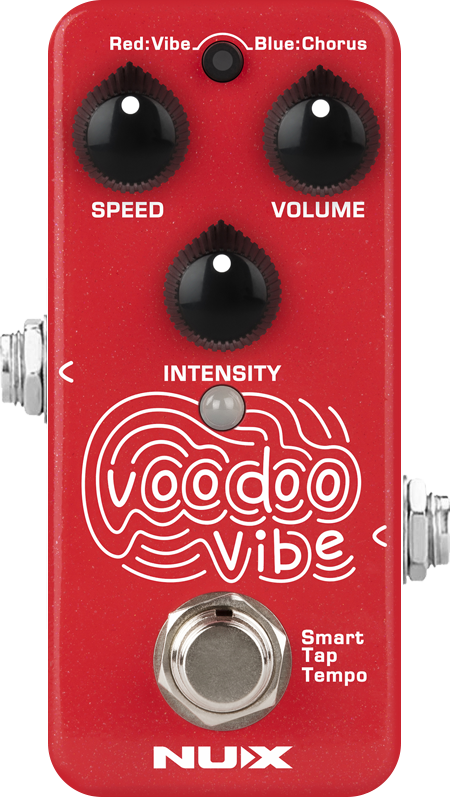 Red:Vibe Blue:Chorus
SPEED VOLUME
INTENSITY
voodoo
vibe
Smart
Tap
Tempo
NUX